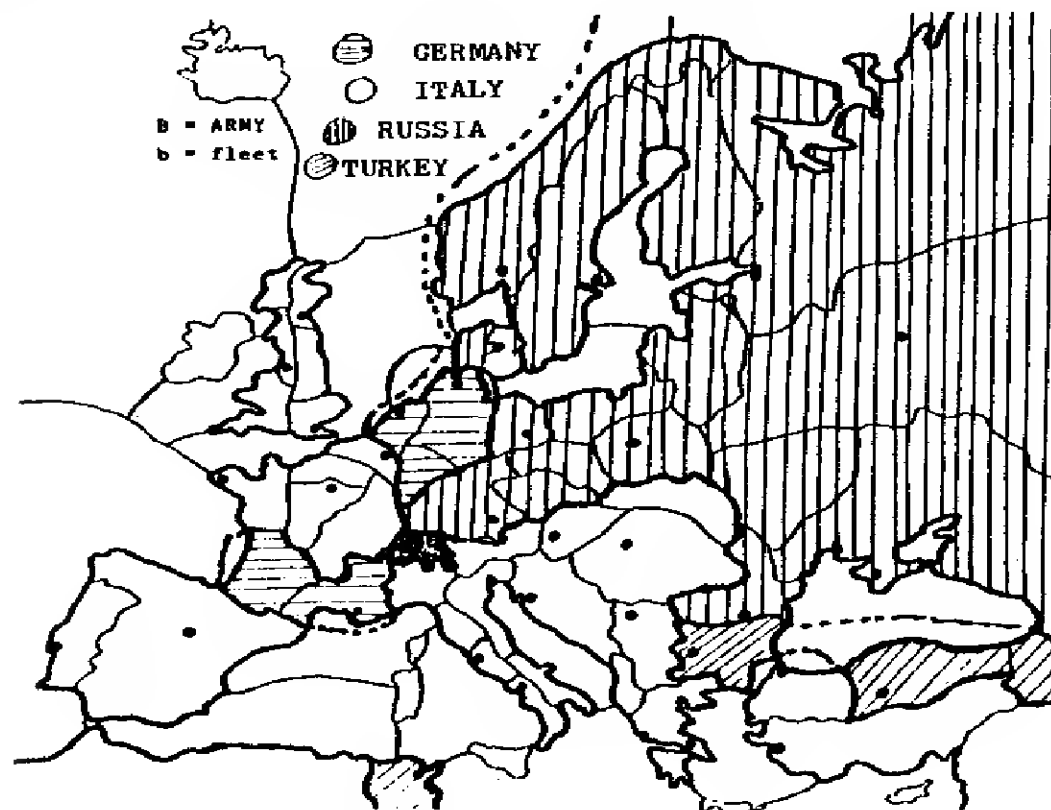 GERMANY
ITALY
B = ARMY
RUSSIA
b = fleet
TURKEY